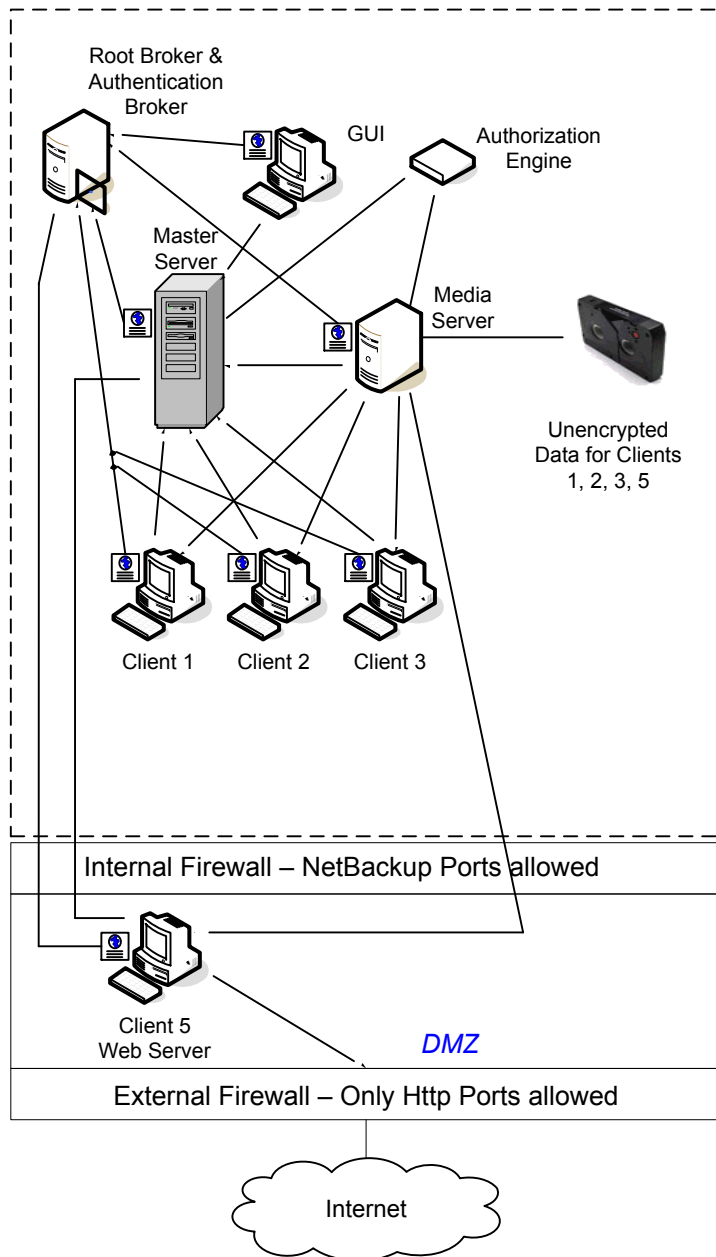 Root Broker &
Authentication
Broker
GUI
Authorization
Engine
Master
Server
Media
Server
Unencrypted
Data for Clients
1, 2, 3, 5
Client 1
Client 2
Client 3
Internal Firewall – NetBackup Ports allowed
Client 5
Web Server
DMZ
External Firewall – Only Http Ports allowed
Internet